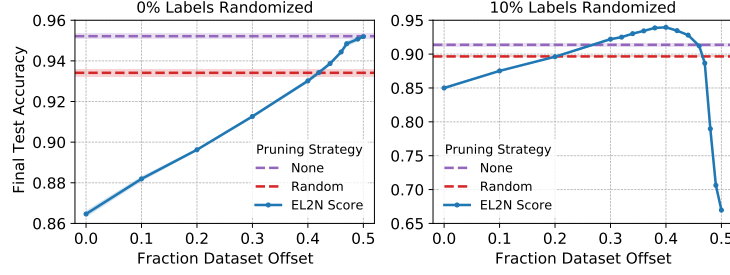 0% Labels Randomized
Final Test Accuracy
0.96
0.94
0.92
0.90
0.88
0.86
Pruning Strategy
None
Random
EL2N Score
0.0 0.1 0.2 0.3 0.4 0.5
Fraction Dataset Offset
10% Labels Randomized
0.95
0.90
0.85
0.80
0.75
0.70
0.65
Pruning Strategy
None
Random
EL2N Score
0.0 0.1 0.2 0.3 0.4 0.5
Fraction Dataset Offset